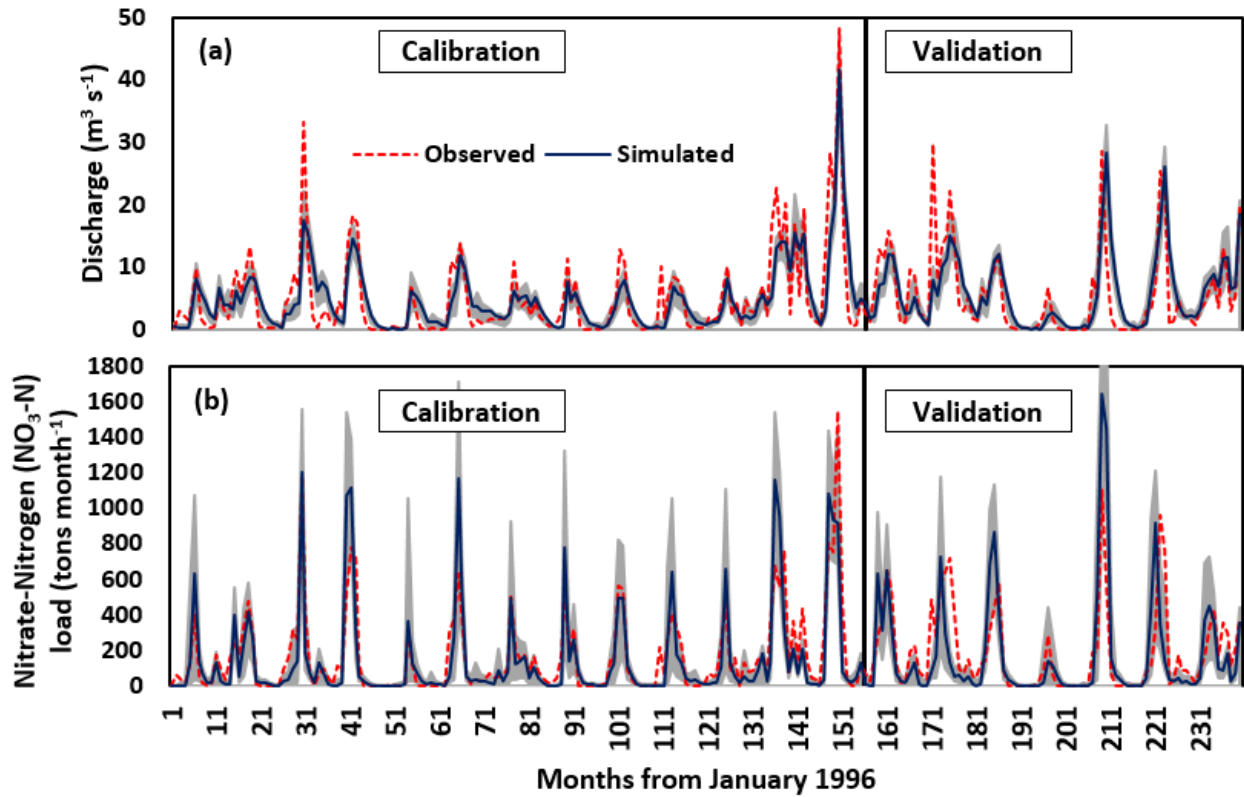 (a)
Calibration
Validation
Discharge (m³ s⁻¹)
50
40
30
20
10
0
Observed
Simulated
(b)
Calibration
Validation
Nitrate-Nitrogen (NO₃-N)
load (tons month⁻¹)
1800
1600
1400
1200
1000
800
600
400
200
0
1 11 21 31 41 51 61 71 81 91 101 111 121 131 141 151 161 171 181 191 201 211 221 231
Months from January 1996